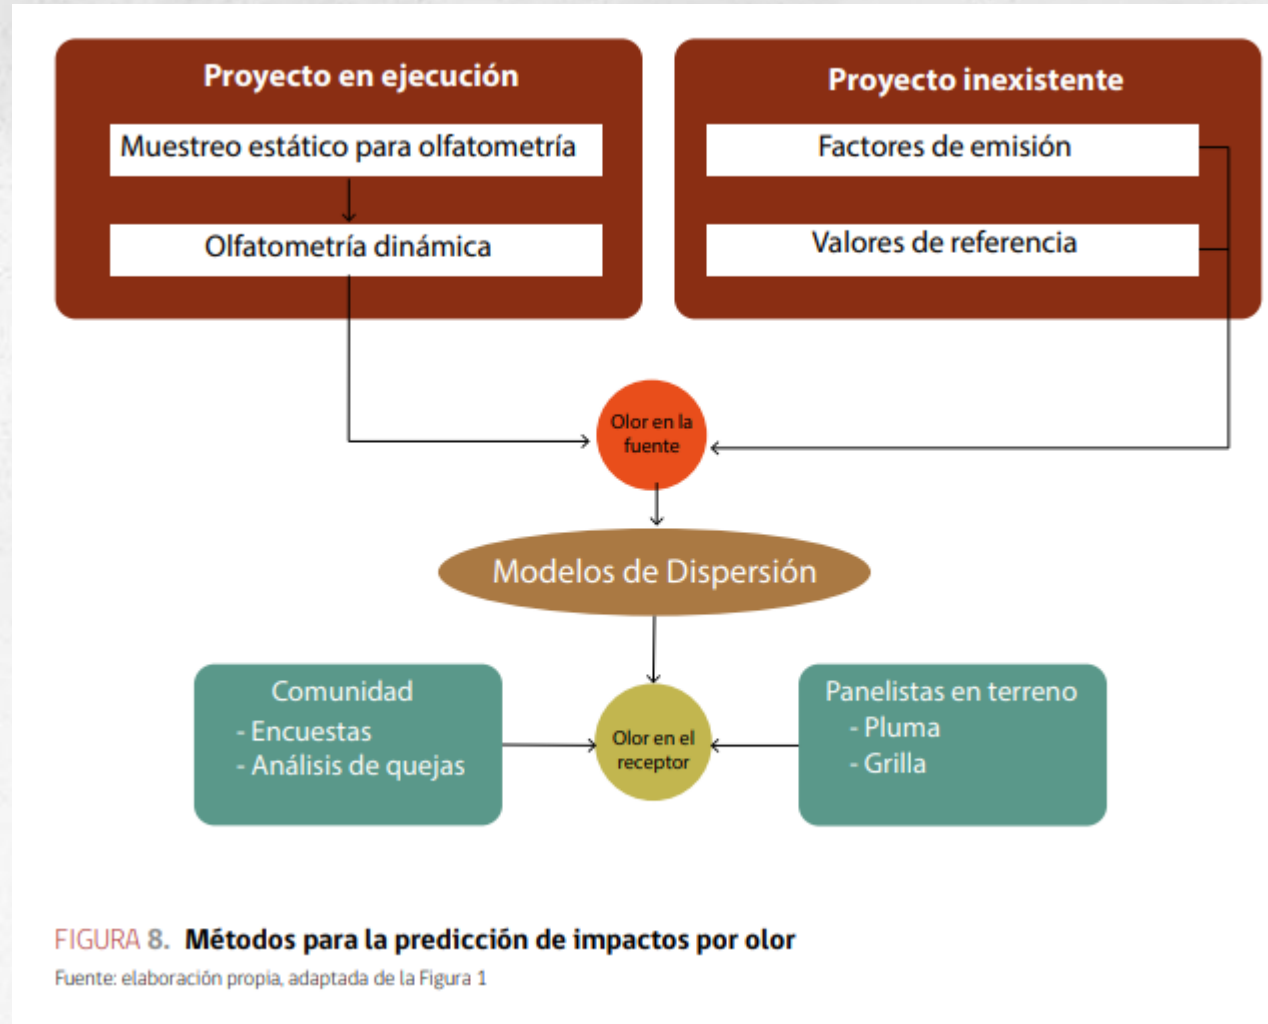 Proyecto en ejecución
Muestreo estático para olfatometría
Olfatometría dinámica
Proyecto inexistente
Factores de emisión
Valores de referencia
Olor en la
fuente
Modelos de Dispersión
Comunidad
- Encuestas
- Análisis de quejas
Olor en el
receptor
Panelistas en terreno
- Pluma
- Grilla
FIGURA 8. Métodos para la predicción de impactos por olor
Fuente: elaboración propia, adaptada de la Figura 1